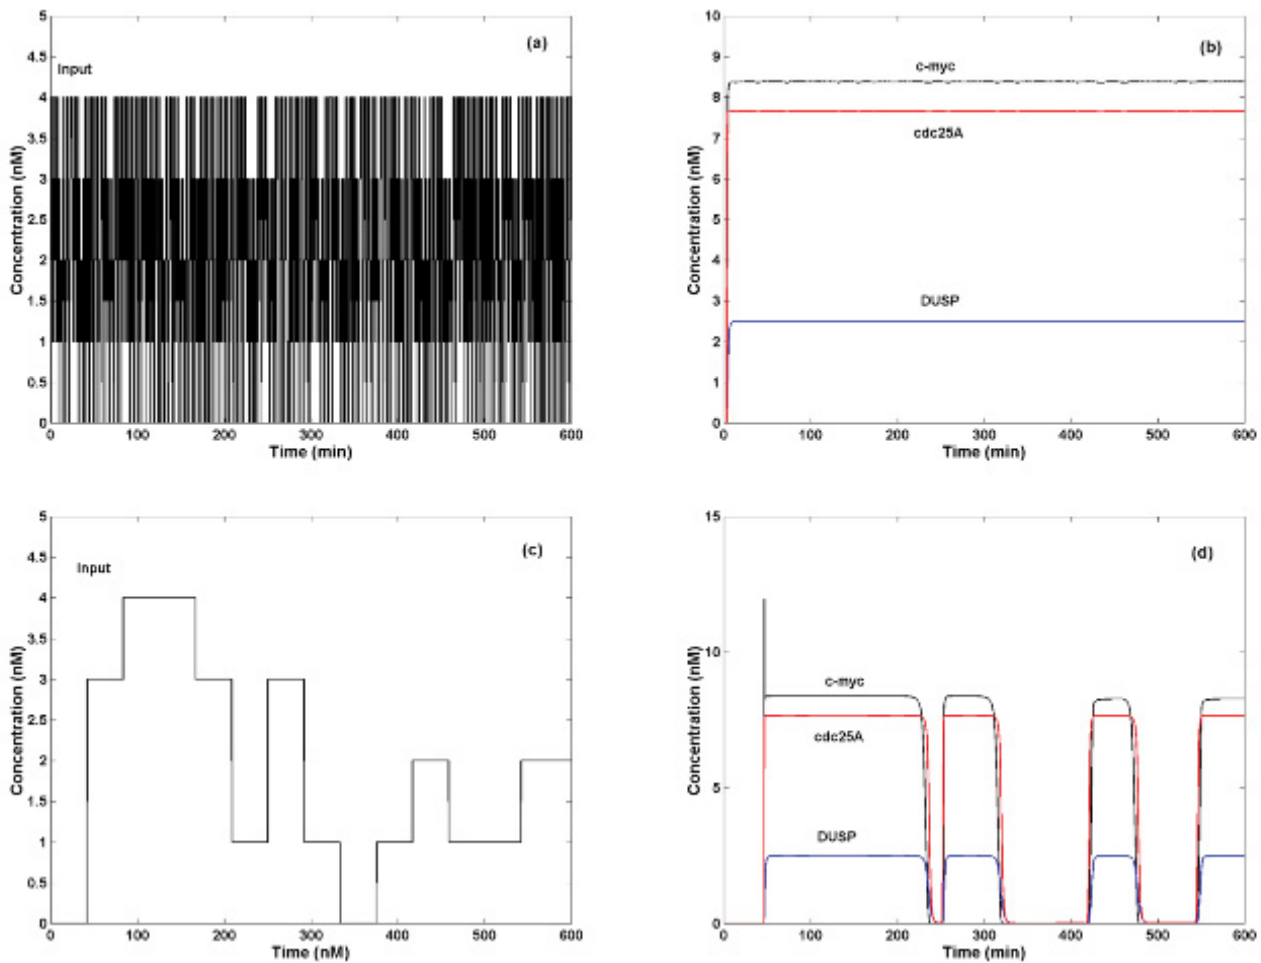 (a)
Input
5
4.5
4
3.5
3
2.5
2
1.5
1
0.5
0
Concentration (nM)
0 100 200 300 400 500 600
Time (min)
(b)
c-myc
cdc25A
DUSP
10
9
8
7
6
5
4
3
2
1
0
Concentration (nM)
0 100 200 300 400 500 600
Time (min)
(c)
Input
5
4.5
4
3.5
3
2.5
2
1.5
1
0.5
0
Concentration (nM)
0 100 200 300 400 500 600
Time (nM)
(d)
c-myc
cdc25A
DUSP
15
10
5
0
Concentration (nM)
0 100 200 300 400 500 600
Time (min)